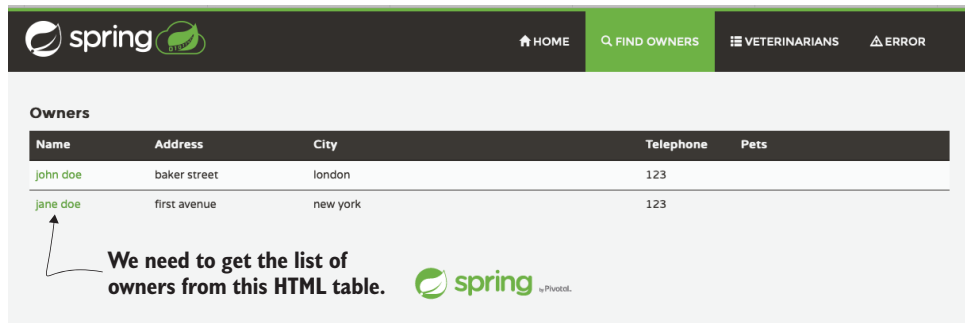 spring
HOME
FIND OWNERS
VETERINARIANS
ERROR
Owners
Name Address City Telephone Pets
john doe baker street london 123
jane doe first avenue new york 123
We need to get the list of
owners from this HTML table.
spring by Pivotal.